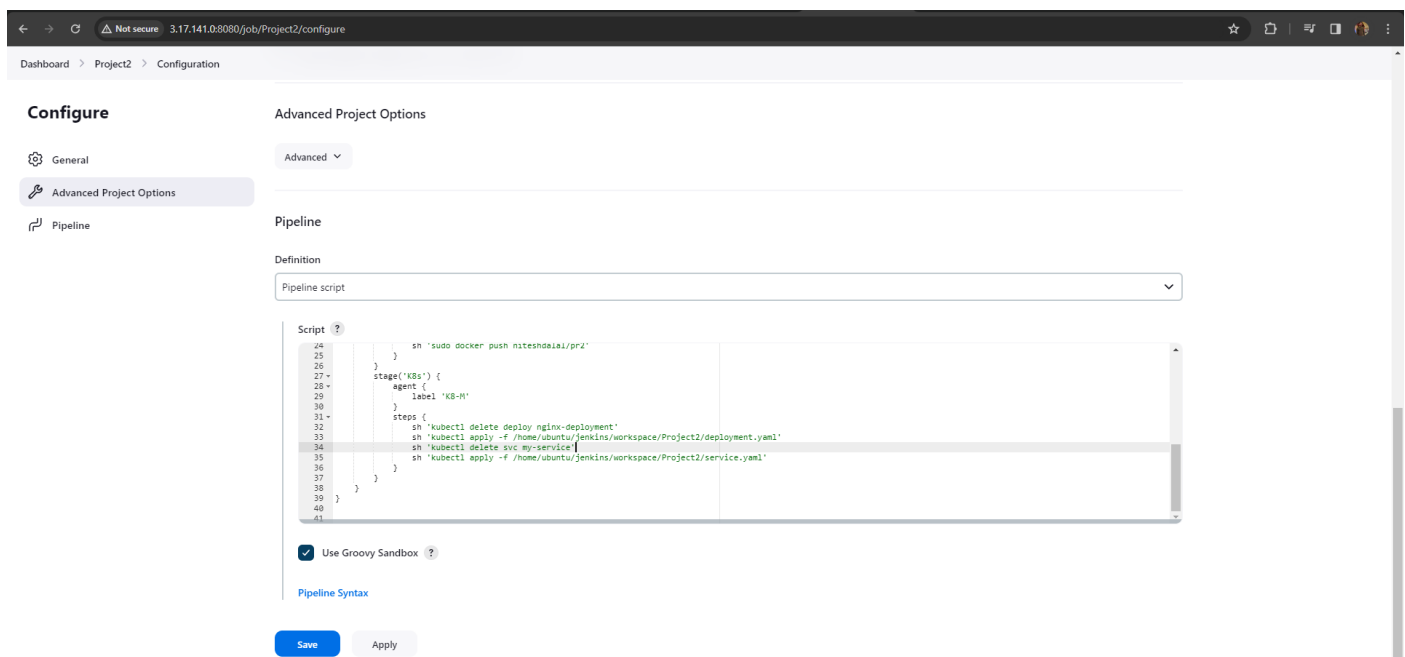 Not secure 3.17.141.0:8080/job/Project2/configure
Dashboard > Project2 > Configuration
Configure
General
Advanced Project Options
Pipeline
Advanced Project Options
Advanced
Pipeline
Definition
Pipeline script
Script ?
24 sh 'sudo docker push niteshdalal/pr2'
25 }
26 }
27 stage('K8s') {
28 agent {
29 label 'K8-M'
30 }
31 steps {
32 sh 'kubectl delete deploy nginx-deployment'
33 sh 'kubectl apply -f /home/ubuntu/jenkins/workspace/Project2/deployment.yaml'
34 sh 'kubectl delete svc my-service'
35 sh 'kubectl apply -f /home/ubuntu/jenkins/workspace/Project2/service.yaml'
36 }
37 }
38 }
39 }
40
41
Use Groovy Sandbox ?
Pipeline Syntax
Save Apply